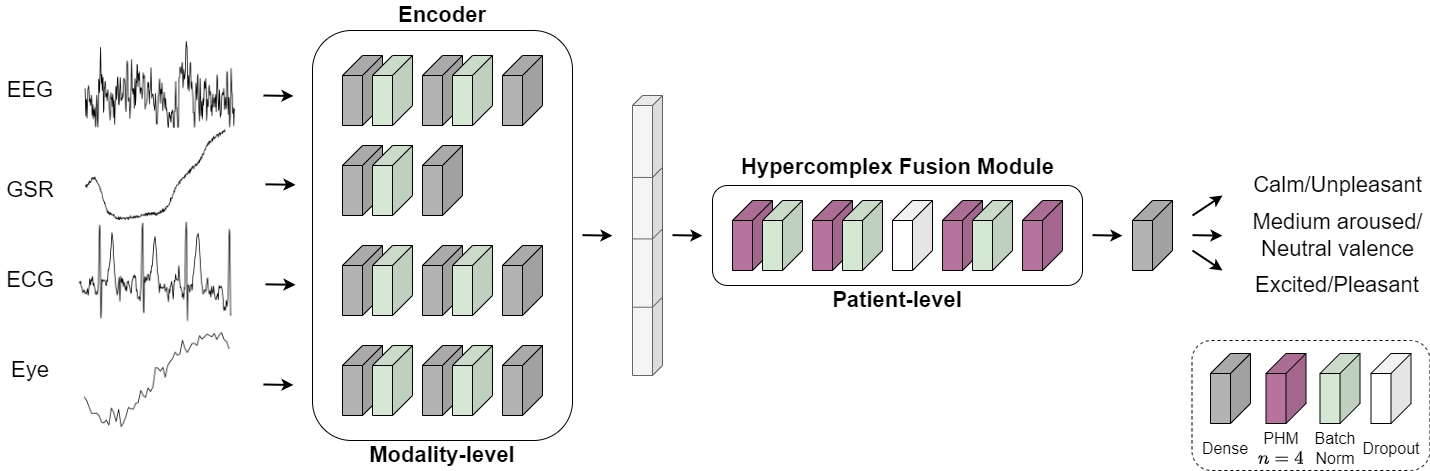 Encoder
EEG
GSR
ECG
Eye
Modality-level
Hypercomplex Fusion Module
Patient-level
Calm/Unpleasant
Medium aroused/
Neutral valence
Excited/Pleasant
Dense
PHM
n = 4
Batch
Norm
Dropout